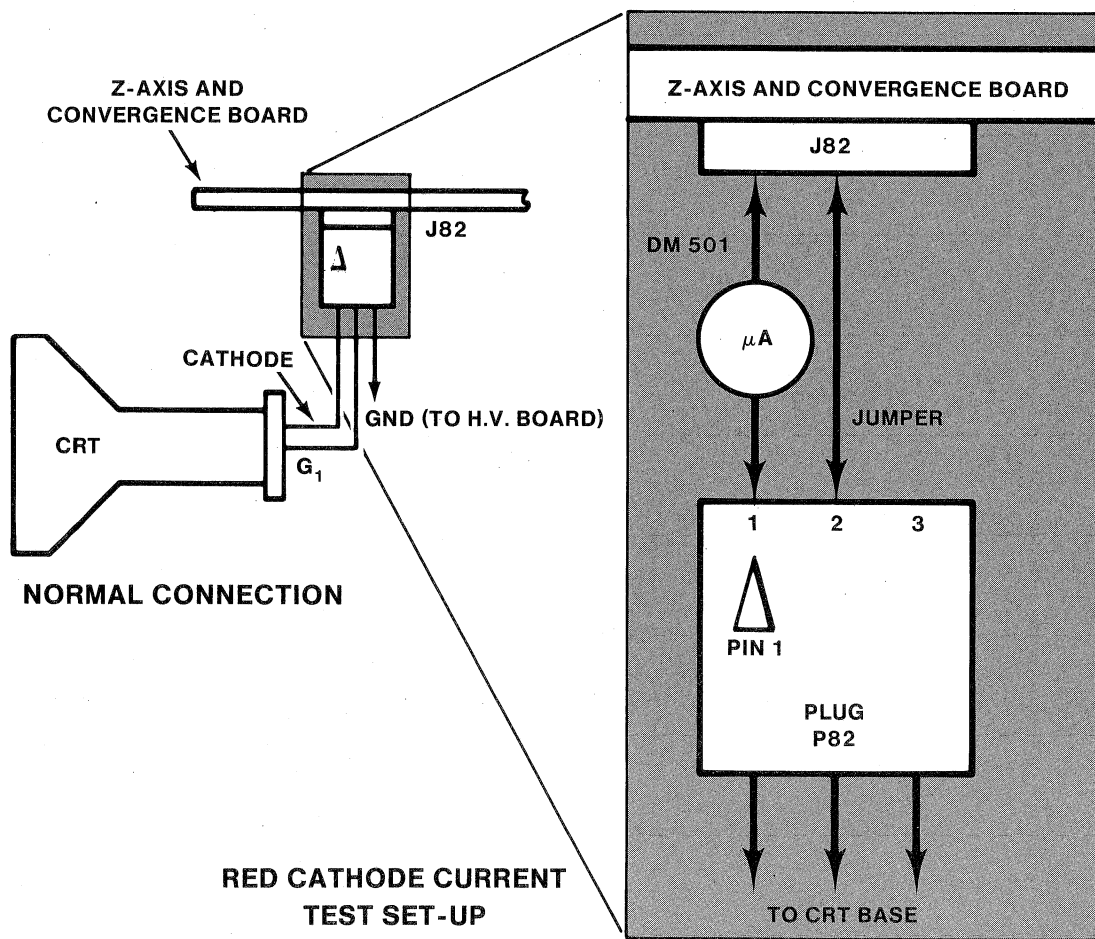 Z-AXIS AND
CONVERGENCE BOARD
J82
Δ
CATHODE
GND (TO H.V. BOARD)
CRT
G₁
NORMAL CONNECTION
RED CATHODE CURRENT
TEST SET-UP
Z-AXIS AND CONVERGENCE BOARD
J82
DM 501
μA
JUMPER
1 2 3
PIN 1
PLUG
P82
TO CRT BASE